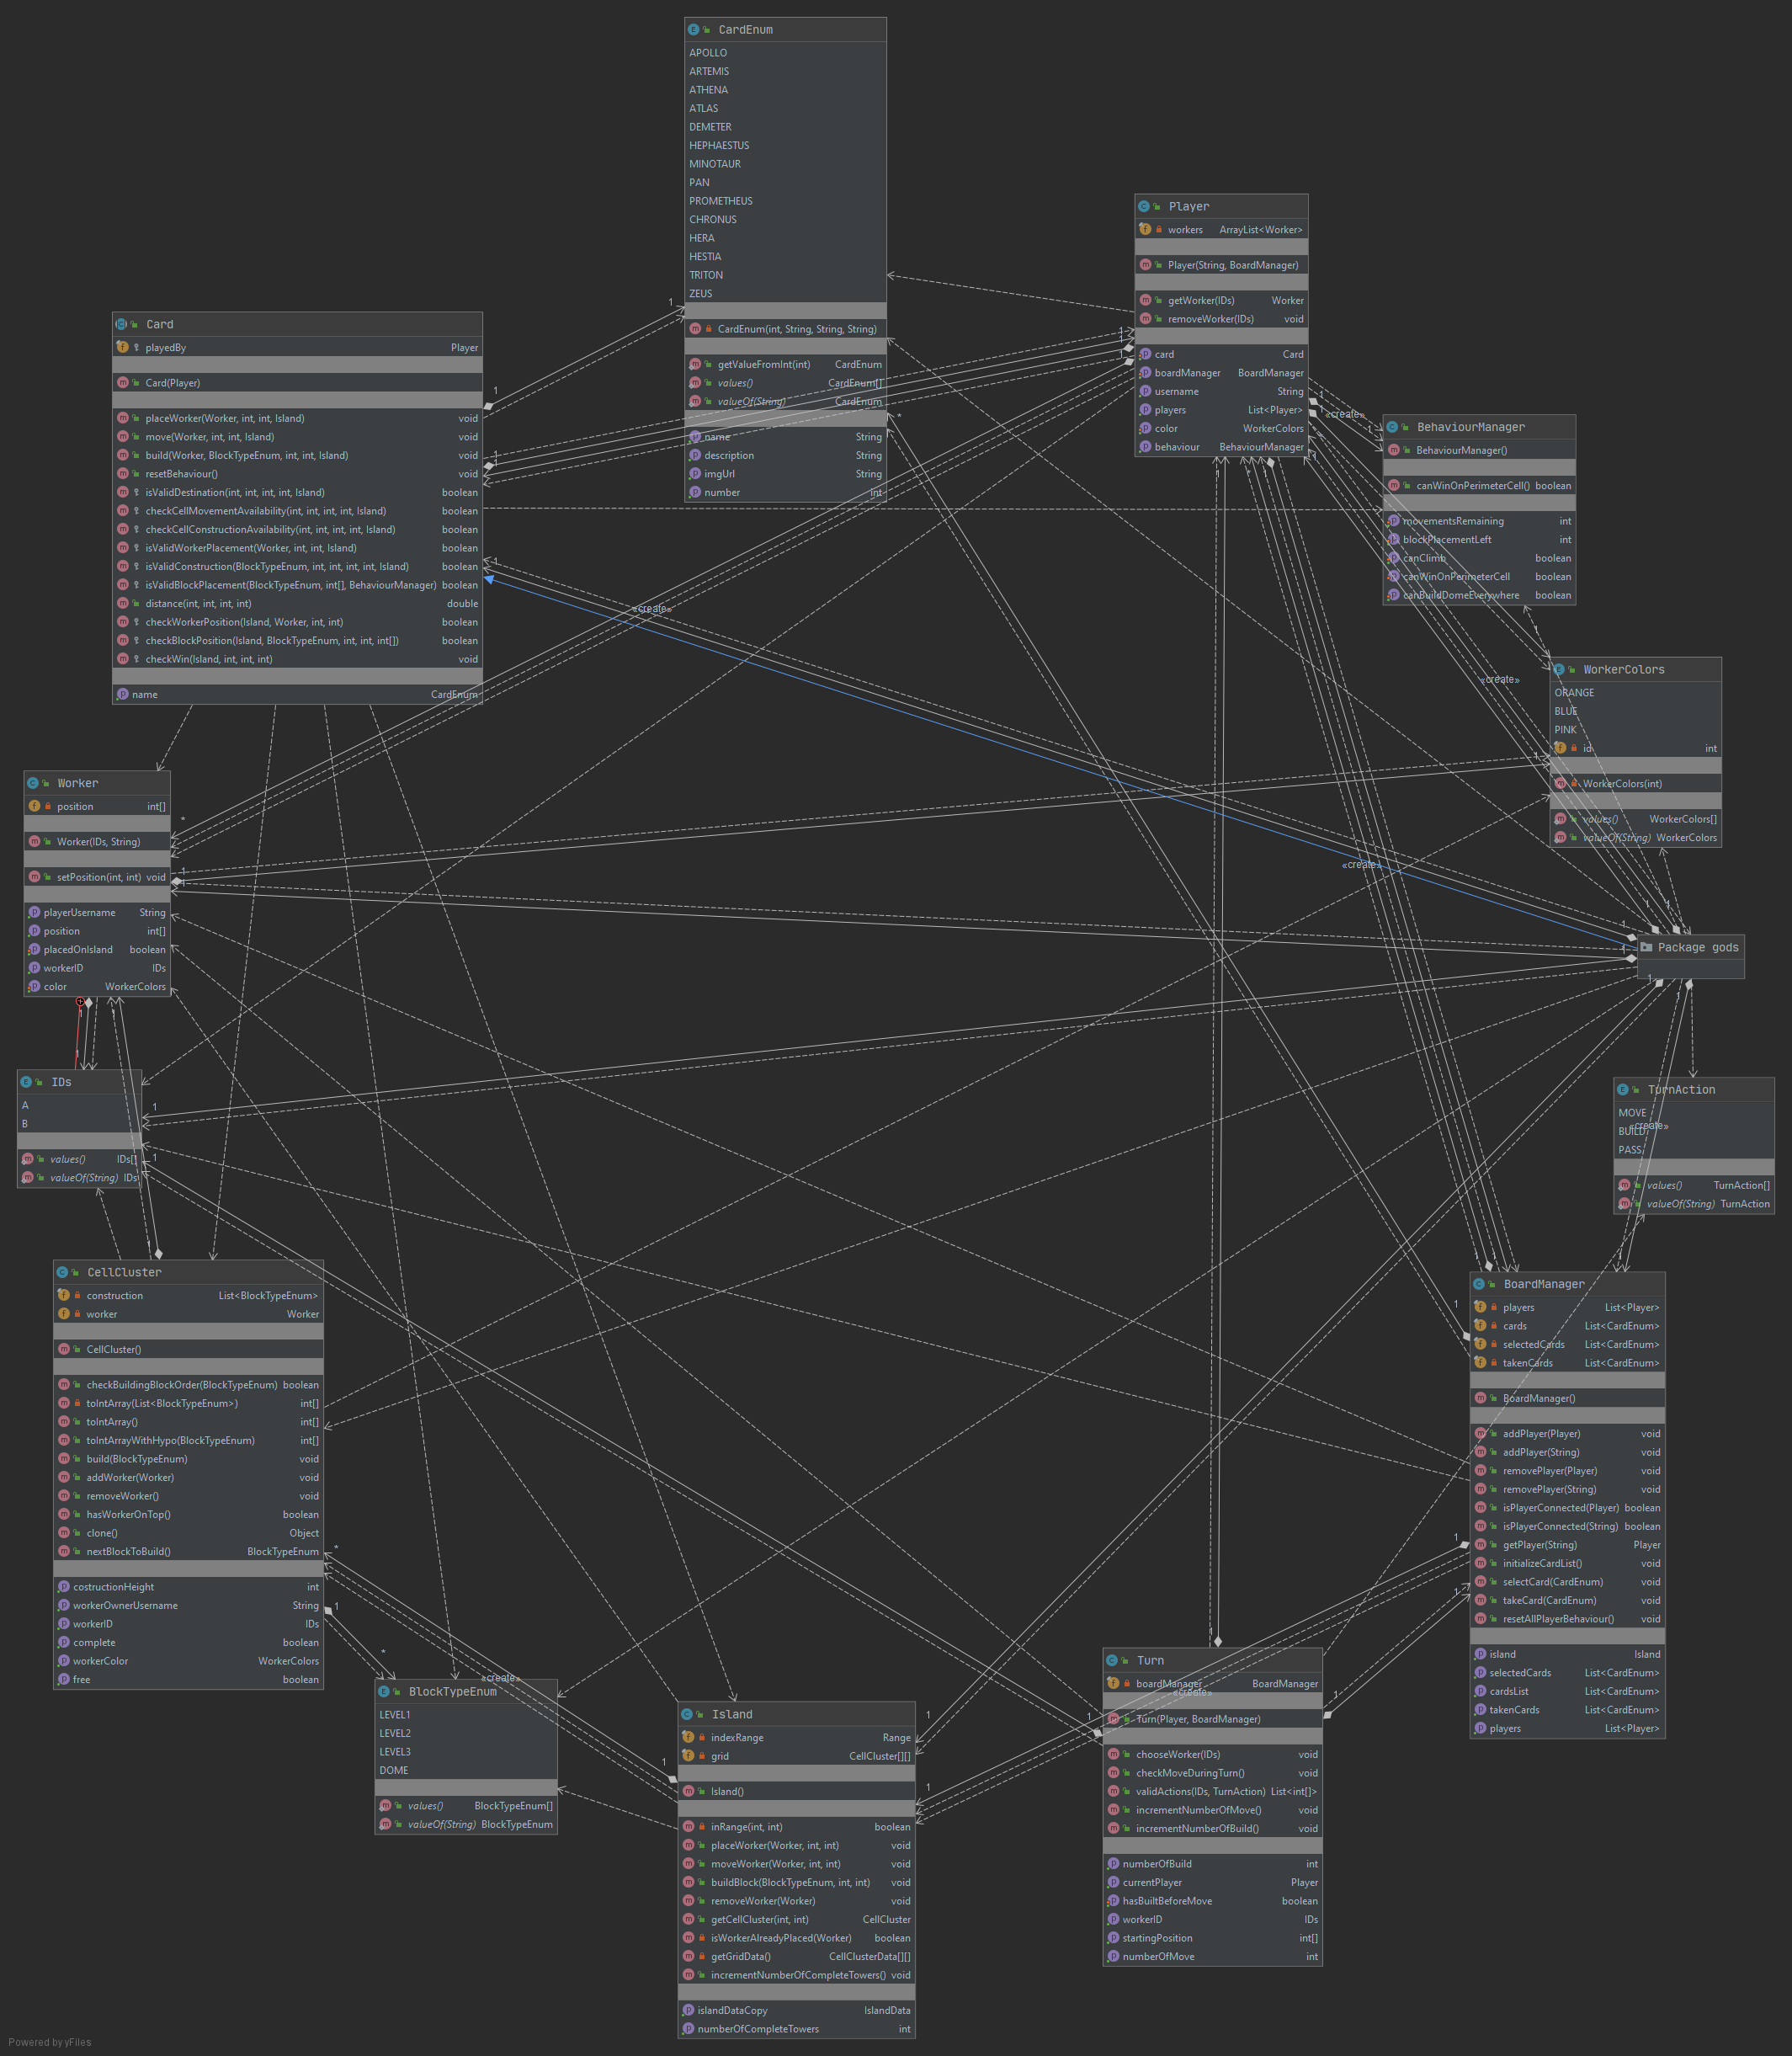 CardEnum
APOLLO
ARTEMIS
ATHENA
ATLAS
DEMETER
HEPHAESTUS
MINOTAUR
PAN
PROMETHEUS
CHRONUS
HERA
HESTIA
TRITON
ZEUS
CardEnum(int, String, String, String)
getValueFromInt(int) CardEnum
values() CardEnum[]
valueOf(String) CardEnum
name String
description String
imgUrl String
number int
Player
workers ArrayList<Worker>
Player(String, BoardManager)
getWorker(IDs) Worker
removeWorker(IDs) void
card Card
boardManager BoardManager
username String
players List<Player>
color WorkerColors
behaviour BehaviourManager
Card
playedBy Player
Card(Player)
placeWorker(Worker, int, int, Island) void
move(Worker, int, int, Island) void
build(Worker, BlockTypeEnum, int, int, Island) void
resetBehaviour() void
isValidDestination(int, int, int, int, Island) boolean
checkCellMovementAvailability(int, int, int, int, Island) boolean
checkCellConstructionAvailability(int, int, int, int, Island) boolean
isValidWorkerPlacement(Worker, int, int, Island) boolean
isValidConstruction(BlockTypeEnum, int, int, int, int, Island) boolean
isValidBlockPlacement(BlockTypeEnum, int[], BehaviourManager) boolean
distance(int, int, int, int) double
checkWorkerPosition(Island, Worker, int, int) boolean
checkBlockPosition(Island, BlockTypeEnum, int, int, int[]) boolean
checkWin(Island, int, int, int) void
name CardEnum
«create»
BehaviourManager
BehaviourManager()
canWinOnPerimeterCell() boolean
movementsRemaining int
blockPlacementLeft int
canClimb boolean
canWinOnPerimeterCell boolean
canBuildDomeEverywhere boolean
«create»
«create»
WorkerColors
ORANGE
BLUE
PINK
id int
WorkerColors(int)
values() WorkerColors[]
valueOf(String) WorkerColors
«create»
Worker
position int[]
Worker(IDs, String)
setPosition(int, int) void
playerUsername String
position int[]
placedOnIsland boolean
workerID IDs
color WorkerColors
Package gods
IDs
A
B
values() IDs[]
valueOf(String) IDs
TurnAction
MOVE
«create»
BUILD
PASS
values() TurnAction[]
valueOf(String) TurnAction
CellCluster
construction List<BlockTypeEnum>
worker Worker
CellCluster()
checkBuildingBlockOrder(BlockTypeEnum) boolean
toIntArray(List<BlockTypeEnum>) int[]
toIntArray() int[]
toIntArrayWithHypo(BlockTypeEnum) int[]
build(BlockTypeEnum) void
addWorker(Worker) void
removeWorker() void
hasWorkerOnTop() boolean
clone() Object
nextBlockToBuild() BlockTypeEnum
costructionHeight int
workerOwnerUsername String
workerID IDs
complete boolean
workerColor WorkerColors
free boolean
BoardManager
players List<Player>
cards List<CardEnum>
selectedCards List<CardEnum>
takenCards List<CardEnum>
BoardManager()
addPlayer(Player) void
addPlayer(String) void
removePlayer(Player) void
removePlayer(String) void
isPlayerConnected(Player) boolean
isPlayerConnected(String) boolean
getPlayer(String) Player
initializeCardList() void
selectCard(CardEnum) void
takeCard(CardEnum) void
resetAllPlayerBehaviour() void
island Island
selectedCards List<CardEnum>
cardsList List<CardEnum>
takenCards List<CardEnum>
players List<Player>
«create»
BlockTypeEnum
LEVEL1
LEVEL2
LEVEL3
DOME
values() BlockTypeEnum[]
valueOf(String) BlockTypeEnum
Island
indexRange Range
grid CellCluster[][]
Island()
inRange(int, int) boolean
placeWorker(Worker, int, int) void
moveWorker(Worker, int, int) void
buildBlock(BlockTypeEnum, int, int) void
removeWorker(Worker) void
getCellCluster(int, int) CellCluster
isWorkerAlreadyPlaced(Worker) boolean
getGridData() CellClusterData[][]
incrementNumberOfCompleteTowers() void
islandDataCopy IslandData
numberOfCompleteTowers int
Turn
boardManager BoardManager
«create»
Turn(Player, BoardManager)
chooseWorker(IDs) void
checkMoveDuringTurn() void
validActions(IDs, TurnAction) List<int[]>
incrementNumberOfMove() void
incrementNumberOfBuild() void
numberOfBuild int
currentPlayer Player
hasBuiltBeforeMove boolean
workerID IDs
startingPosition int[]
numberOfMove int
Powered by yFiles